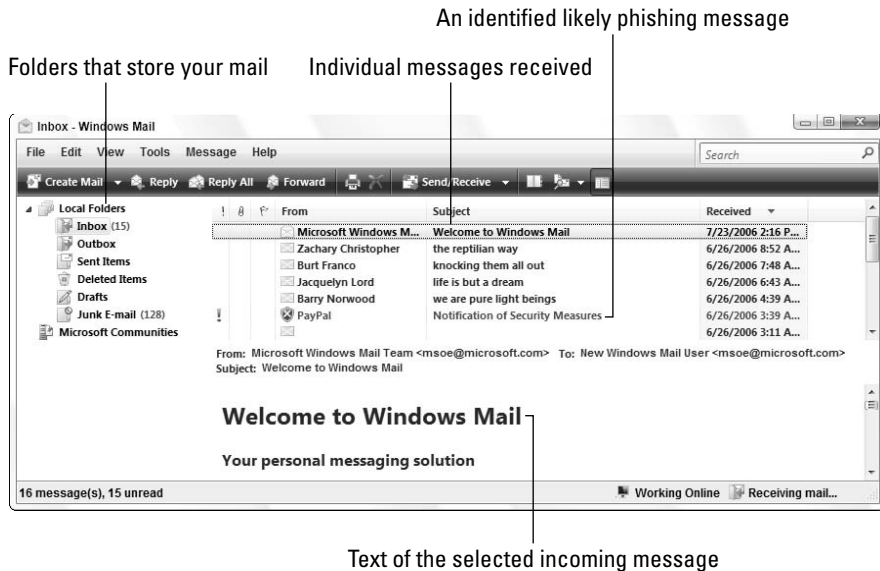 An identified likely phishing message
Folders that store your mail Individual messages received
Inbox - Windows Mail
File Edit View Tools Message Help Search
Create Mail Reply Reply All Forward Send/Receive
Local Folders ! From Subject Received
Inbox (15) Microsoft Windows M... Welcome to Windows Mail 7/23/2006 2:16 P...
Outbox Zachary Christopher the reptilian way 6/26/2006 8:52 A...
Sent Items Burt Franco knocking them all out 6/26/2006 7:48 A...
Deleted Items Jacquelyn Lord life is but a dream 6/26/2006 6:43 A...
Drafts Barry Norwood we are pure light beings 6/26/2006 4:39 A...
Junk E-mail (128) ! PayPal Notification of Security Measures 6/26/2006 3:39 A...
Microsoft Communities 6/26/2006 3:11 A...
From: Microsoft Windows Mail Team <msoe@microsoft.com> To: New Windows Mail User <msoe@microsoft.com>
Subject: Welcome to Windows Mail
Welcome to Windows Mail
Your personal messaging solution
16 message(s), 15 unread Working Online Receiving mail...
Text of the selected incoming message